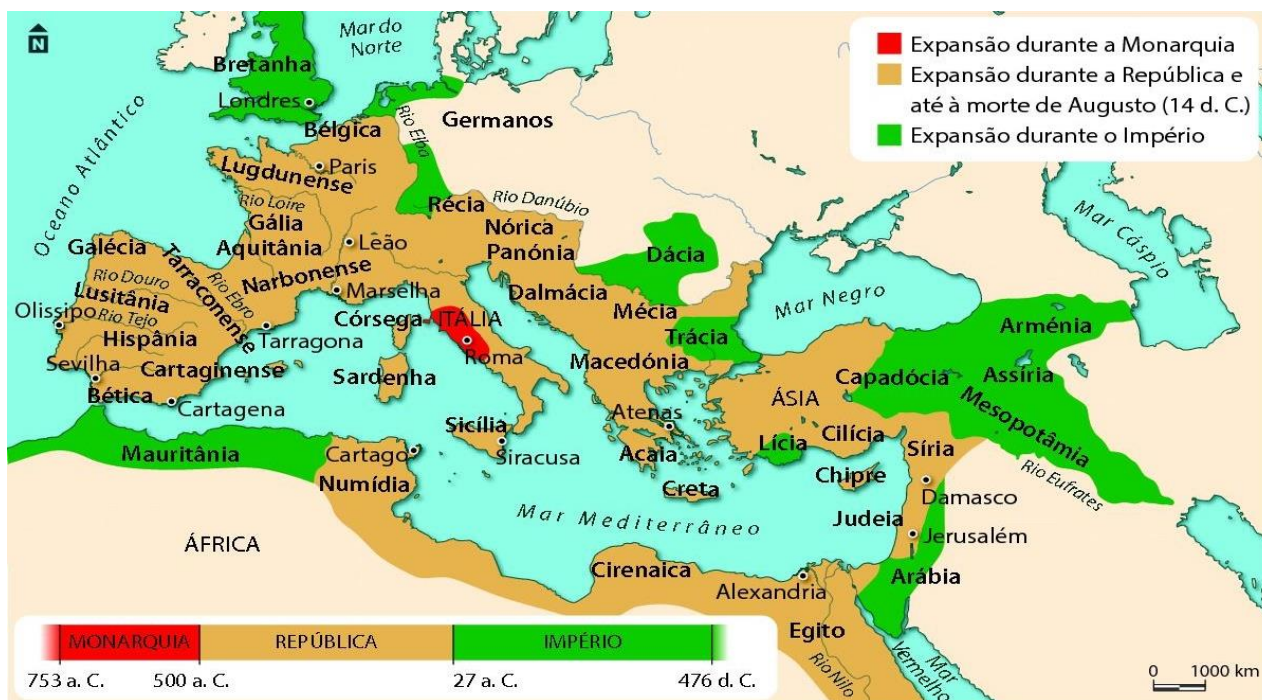 N
Mar do
Norte
Expansão durante a Monarquia
Expansão durante a República e
até à morte de Augusto (14 d. C.)
Expansão durante o Império
Bretanha
Londres
Oceano Atlântico
Bélgica
Rio Elba
Germanos
Mar Cáspio
Paris
Lugdunense
Rio Loire
Récia
Rio Danúbio
Gália
Nórica
Galécia
Aquitânia
Leão
Panónia
Dácia
Tarraconense
Rio Douro
Rio Ebro
Narbonense
Marselha
Dalmácia
Mar Negro
Lusitânia
Mécia
Olissipo
Rio Tejo
Córsega
ITÁLIA
Trácia
Arménia
Hispânia
Tarragona
Roma
Macedónia
Sevilha
Cartaginense
Sardenha
Capadócia
Assíria
Bética
Cartagena
ÁSIA
Mesopotâmia
Atenas
Sicília
Lícia
Cilícia
Síria
Mauritânia
Cartago
Siracusa
Acaia
Chipre
Rio Eufrates
Numídia
Creta
Damasco
Mar Mediterrâneo
Judeia
Jerusalém
ÁFRICA
Cirenaica
Alexandria
Arábia
Egito
Rio Nilo
Mar
Vermelho
MONARQUIA
REPÚBLICA
IMPÉRIO
753 a. C.
500 a. C.
27 a. C.
476 d. C.
0 1000 km